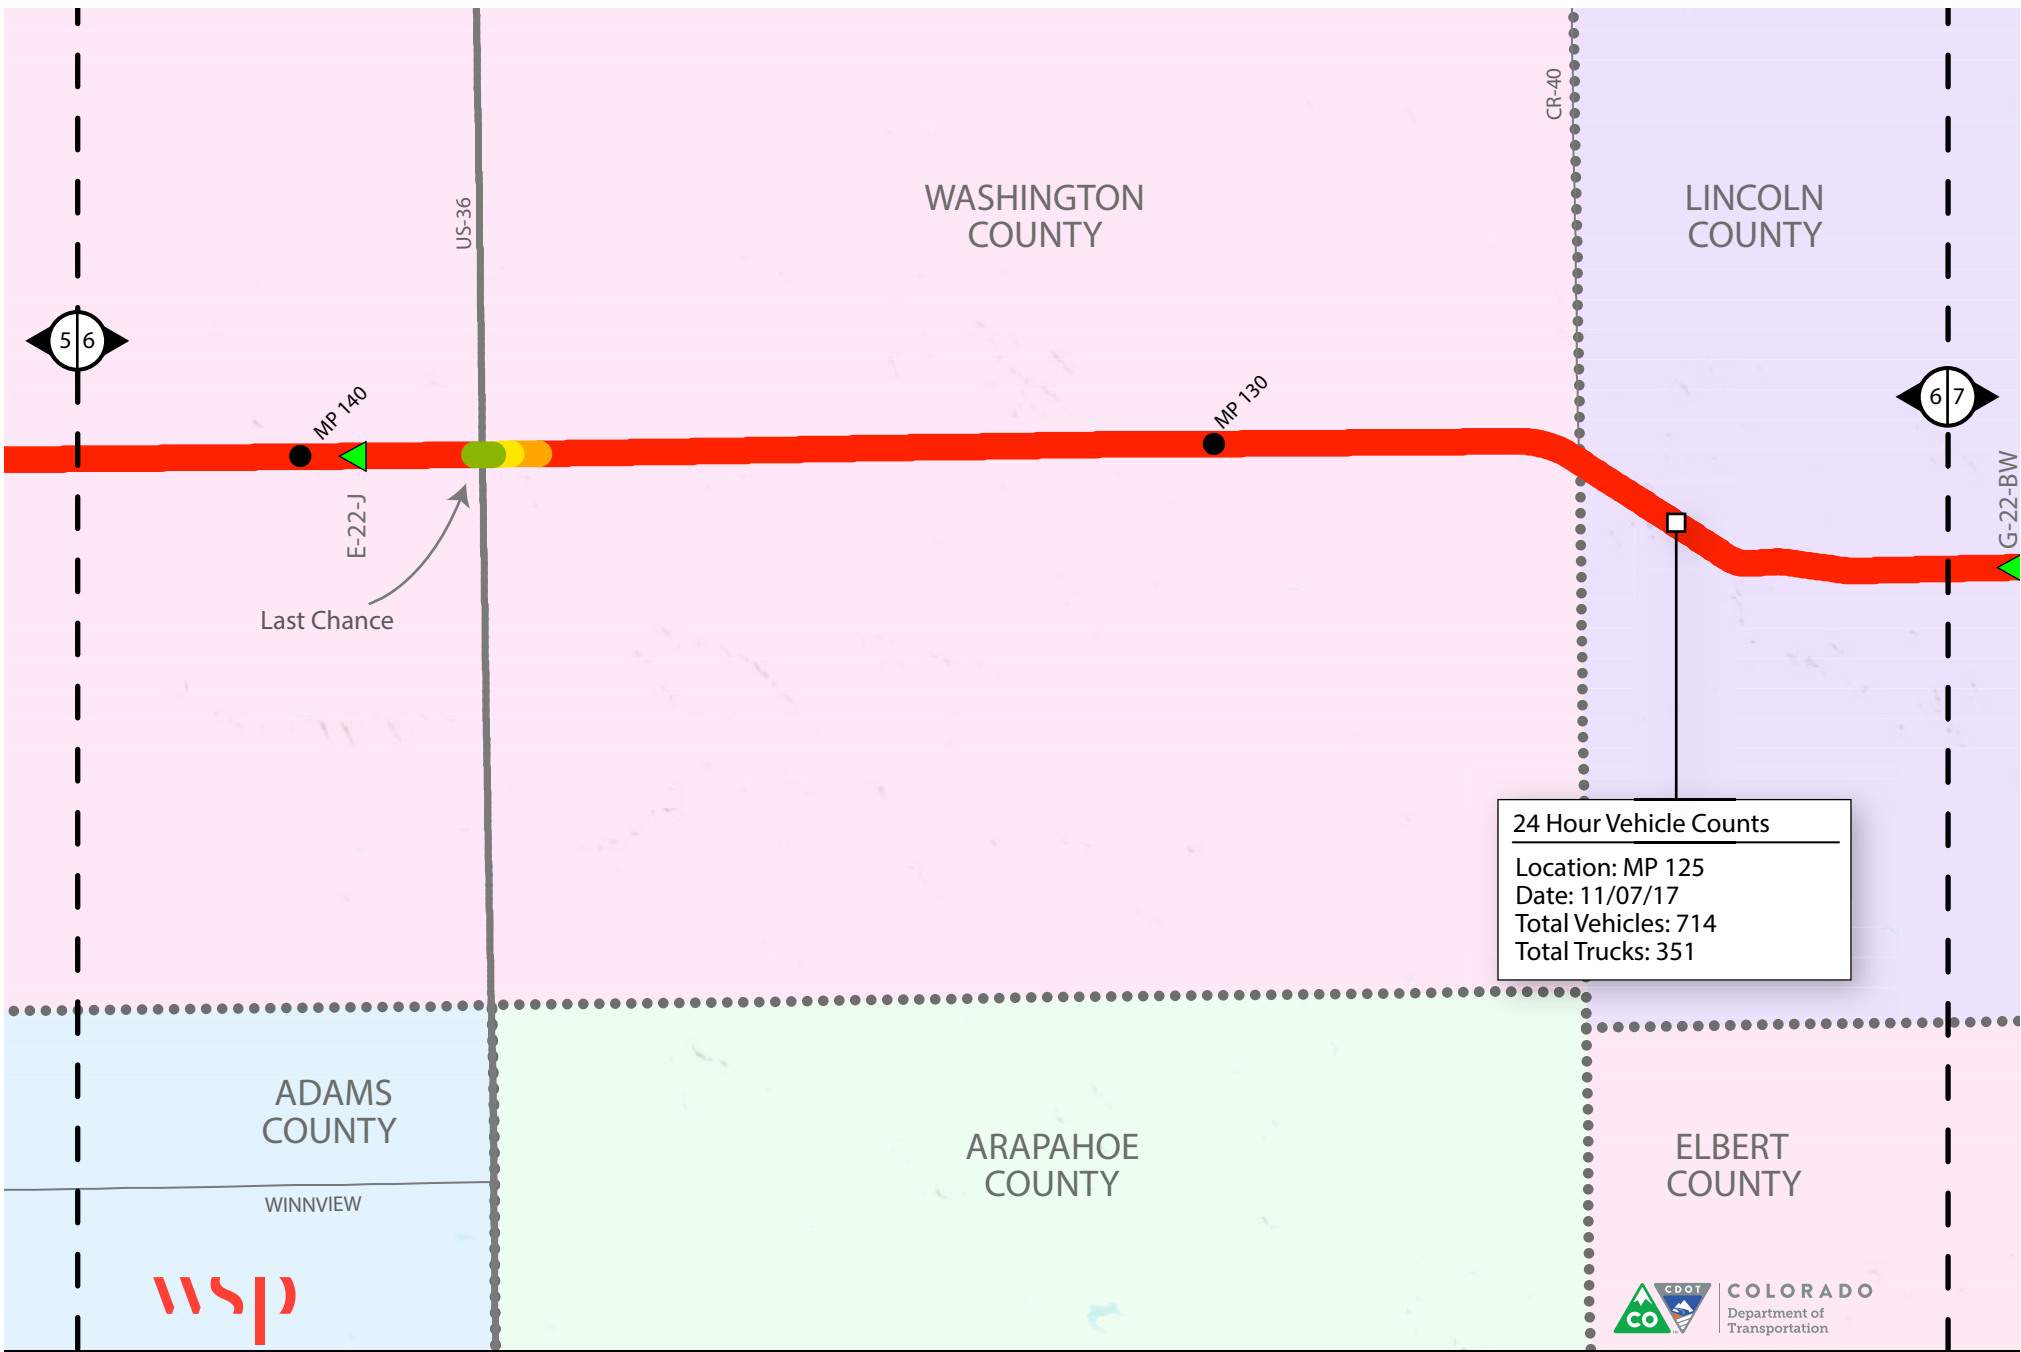 CR-40
WASHINGTON
COUNTY
LINCOLN
COUNTY
US-36
5 6
6 7
MP 140
MP 130
E-22-J
G-22-BW
Last Chance
24 Hour Vehicle Counts
Location: MP 125
Date: 11/07/17
Total Vehicles: 714
Total Trucks: 351
ADAMS
COUNTY
ARAPAHOE
COUNTY
ELBERT
COUNTY
WINNVIEW
wsp
CO
CDOT
COLORADO
Department of
Transportation